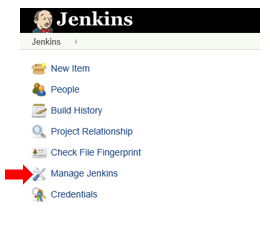 Jenkins
Jenkins
New Item
People
Build History
Project Relationship
Check File Fingerprint
Manage Jenkins
Credentials